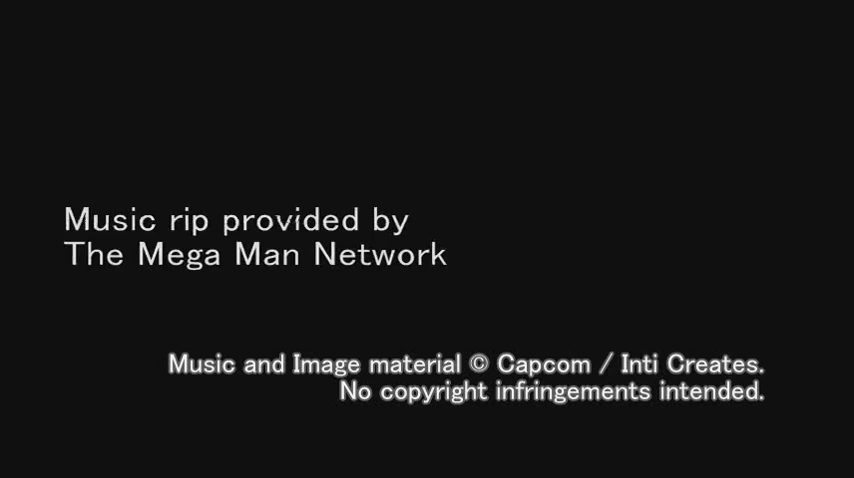 Music rip provided by
The Mega Man Network
Music and Image material © Capcom / Inti Creates.
No copyright infringements intended.